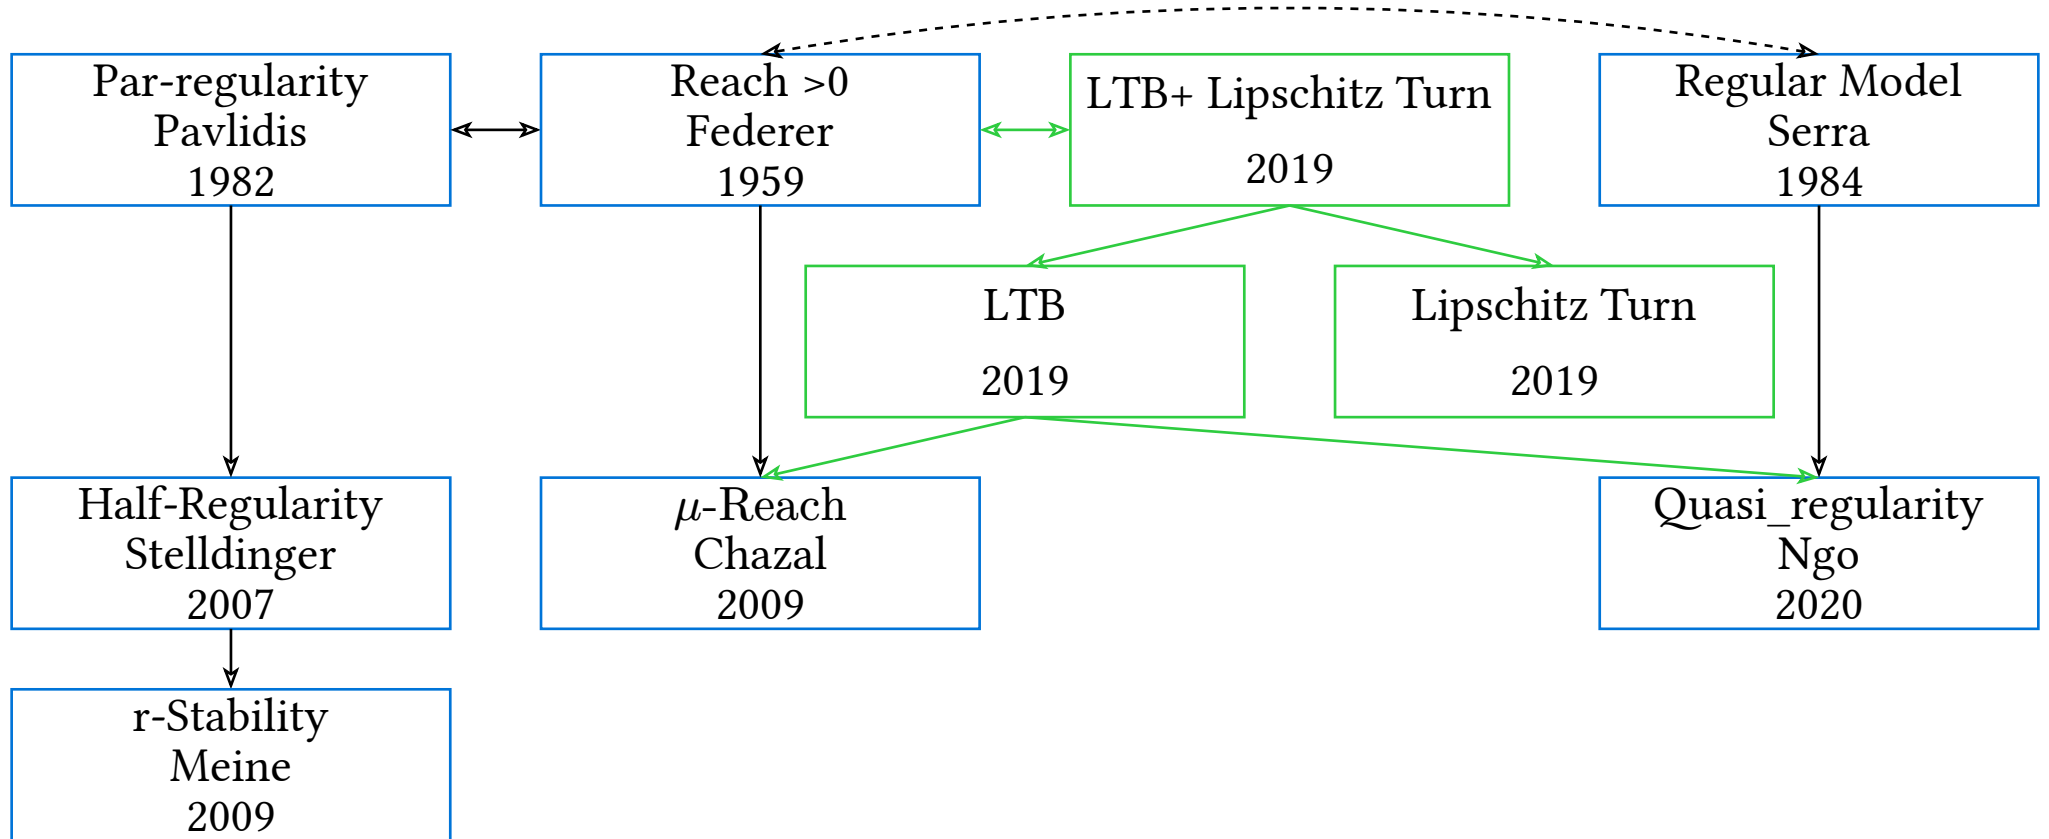 Par-regularity
Pavlidis
1982
Reach >0
Federer
1959
LTB+ Lipschitz Turn
2019
Regular Model
Serra
1984
LTB
2019
Lipschitz Turn
2019
Half-Regularity
Stelldinger
2007
μ-Reach
Chazal
2009
Quasi_regularity
Ngo
2020
r-Stability
Meine
2009